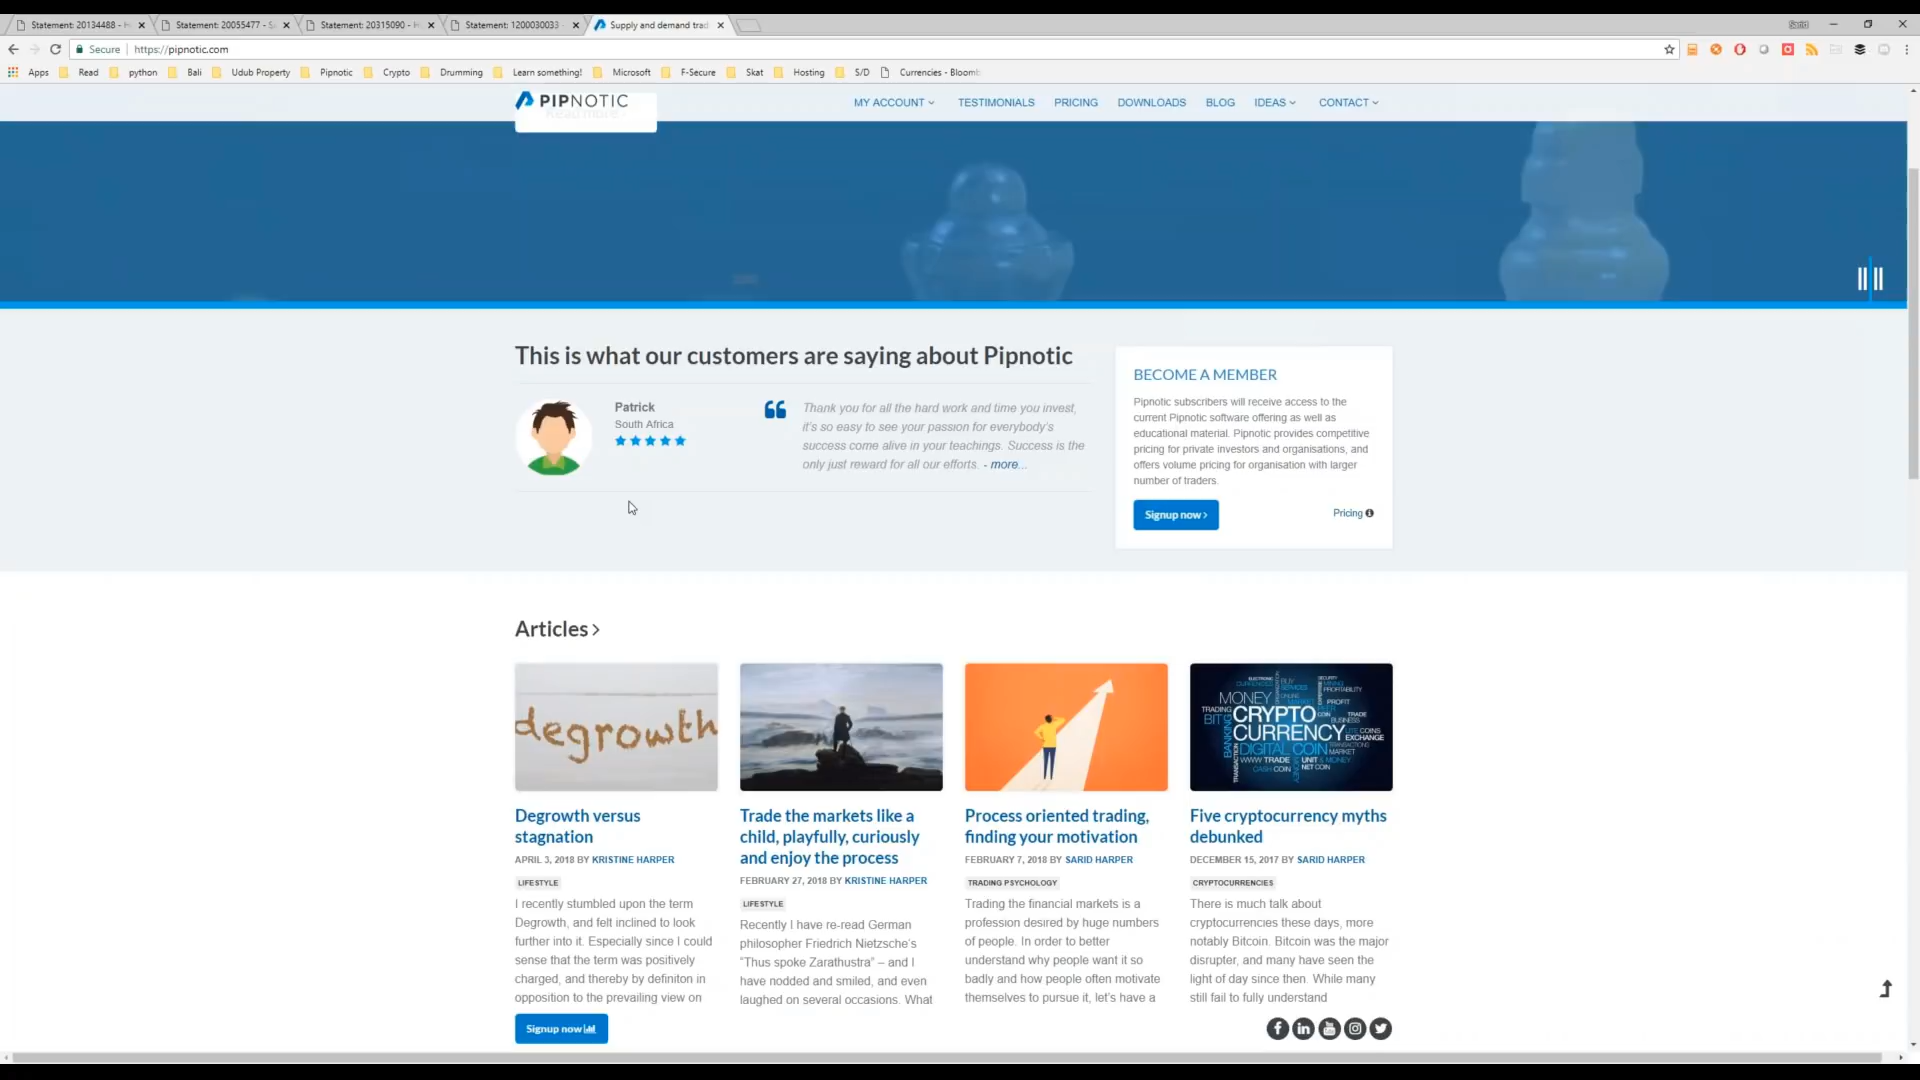 Statement: 20134488 - H
Statement: 20055477 - S
Statement: 20315090 - H
Statement: 1200030033 -
Supply and demand trad
Sarid
Secure
https://pipnotic.com
Apps
Read
python
Bali
Udub Property
Pipnotic
Crypto
Drumming
Learn something!
Microsoft
F-Secure
Skat
Hosting
S/D
Currencies - Bloomb
PIPNOTIC
Read more
MY ACCOUNT
TESTIMONIALS
PRICING
DOWNLOADS
BLOG
IDEAS
CONTACT
This is what our customers are saying about Pipnotic
Patrick
South Africa
Thank you for all the hard work and time you invest,
it's so easy to see your passion for everybody's
success come alive in your teachings. Success is the
only just reward for all our efforts. - more...
BECOME A MEMBER
Pipnotic subscribers will receive access to the
current Pipnotic software offering as well as
educational material. Pipnotic provides competitive
pricing for private investors and organisations, and
offers volume pricing for organisation with larger
number of traders.
Signup now >
Pricing
Articles >
degrowth
MONEY
CRYPTO
CURRENCY
DIGITAL COIN
Degrowth versus
stagnation
APRIL 3, 2018 BY KRISTINE HARPER
LIFESTYLE
I recently stumbled upon the term
Degrowth, and felt inclined to look
further into it. Especially since I could
sense that the term was positively
charged, and thereby by definiton in
opposition to the prevailing view on
Trade the markets like a
child, playfully, curiously
and enjoy the process
FEBRUARY 27, 2018 BY KRISTINE HARPER
LIFESTYLE
Recently I have re-read German
philosopher Friedrich Nietzsche's
“Thus spoke Zarathustra” – and I
have nodded and smiled, and even
laughed on several occasions. What
Process oriented trading,
finding your motivation
FEBRUARY 7, 2018 BY SARID HARPER
TRADING PSYCHOLOGY
Trading the financial markets is a
profession desired by huge numbers
of people. In order to better
understand why people want it so
badly and how people often motivate
themselves to pursue it, let's have a
Five cryptocurrency myths
debunked
DECEMBER 15, 2017 BY SARID HARPER
CRYPTOCURRENCIES
There is much talk about
cryptocurrencies these days, more
notably Bitcoin. Bitcoin was the major
disrupter, and many have seen the
light of day since then. While many
still fail to fully understand
Signup now